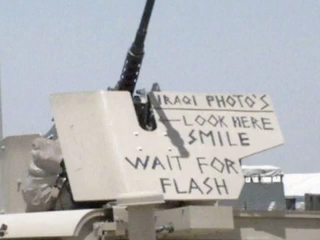 IRAQI PHOTO'S
—LOOK HERE
SMILE
WAIT FOR
FLASH